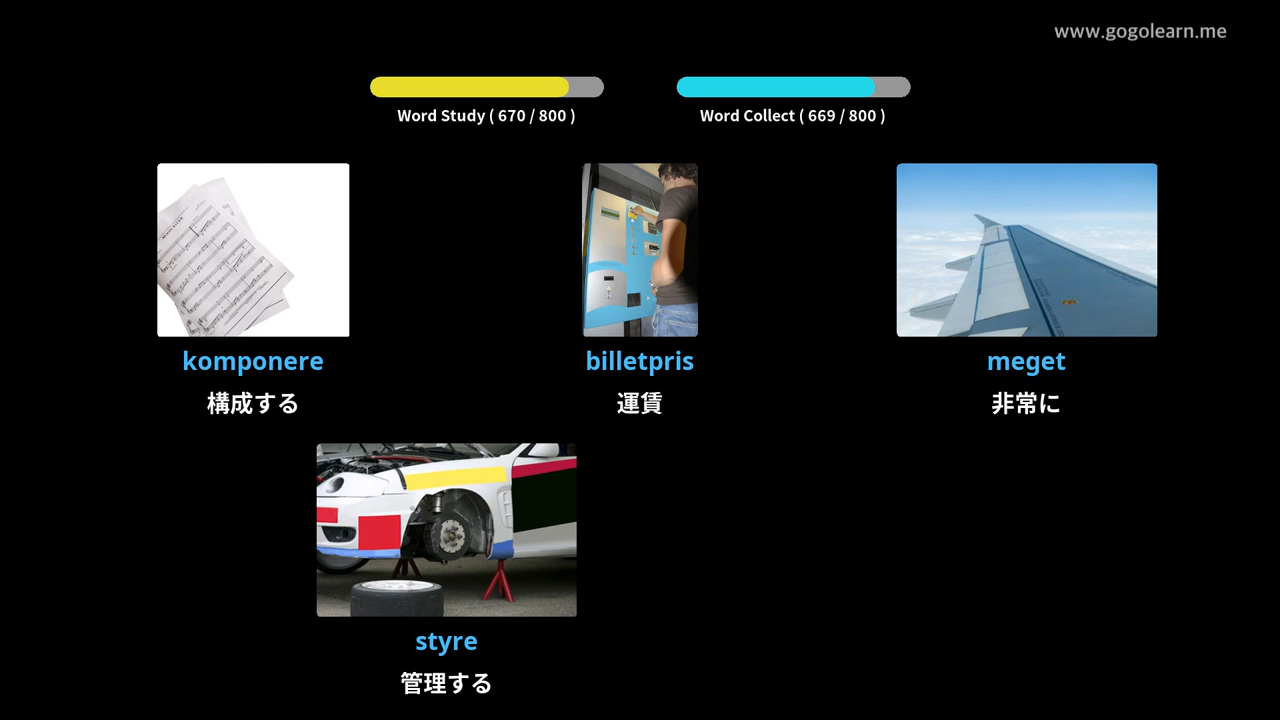 www.gogolearn.me
Word Study ( 670 / 800 )
Word Collect ( 669 / 800 )
komponere
構成する
billetpris
運賃
meget
非常に
styre
管理する